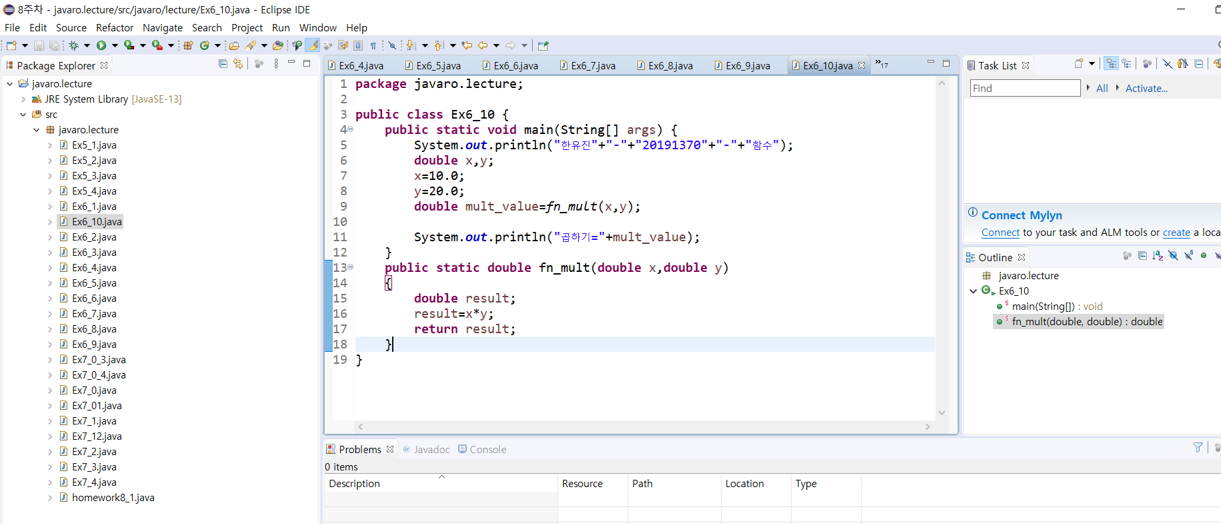 8주차 - javaro.lecture/src/javaro/lecture/Ex6_10.java - Eclipse IDE
File Edit Source Refactor Navigate Search Project Run Window Help
Package Explorer
javaro.lecture
JRE System Library [JavaSE-13]
src
javaro.lecture
Ex5_1.java
Ex5_2.java
Ex5_3.java
Ex5_4.java
Ex6_1.java
Ex6_10.java
Ex6_2.java
Ex6_3.java
Ex6_4.java
Ex6_5.java
Ex6_6.java
Ex6_7.java
Ex6_8.java
Ex6_9.java
Ex7_0_3.java
Ex7_0_4.java
Ex7_0.java
Ex7_01.java
Ex7_1.java
Ex7_12.java
Ex7_2.java
Ex7_3.java
Ex7_4.java
homework8_1.java
Ex6_4.java Ex6_5.java Ex6_6.java Ex6_7.java Ex6_8.java Ex6_9.java Ex6_10.java »17
1 package javaro.lecture;
2
3 public class Ex6_10 {
4 public static void main(String[] args) {
5 System.out.println("한유진"+"-"+"20191370"+"-"+"함수");
6 double x,y;
7 x=10.0;
8 y=20.0;
9 double mult_value=fn_mult(x,y);
10
11 System.out.println("곱하기="+mult_value);
12 }
13 public static double fn_mult(double x,double y)
14 {
15 double result;
16 result=x*y;
17 return result;
18 }
19 }
Problems Javadoc Console
0 items
Description Resource Path Location Type
Task List
Find All Activate...
Connect Mylyn
Connect to your task and ALM tools or create a loca
Outline
javaro.lecture
Ex6_10
main(String[]) : void
fn_mult(double, double) : double